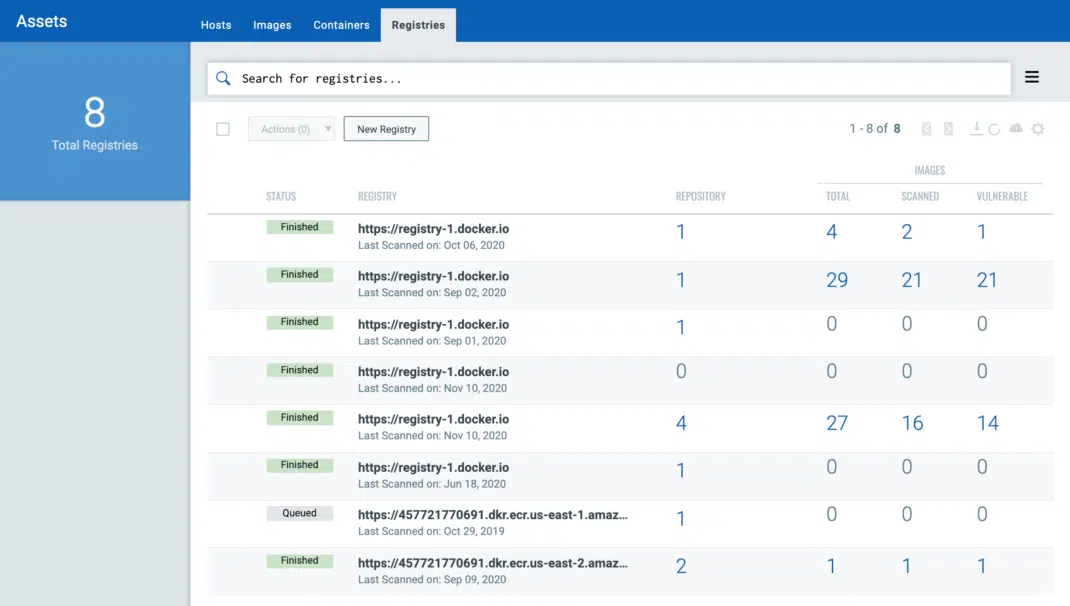 Assets
Hosts Images Containers Registries
8
Total Registries
Search for registries...
Actions (0) New Registry 1 - 8 of 8
IMAGES
STATUS REGISTRY REPOSITORY TOTAL SCANNED VULNERABLE
Finished https://registry-1.docker.io 1 4 2 1
Last Scanned on: Oct 06, 2020
Finished https://registry-1.docker.io 1 29 21 21
Last Scanned on: Sep 02, 2020
Finished https://registry-1.docker.io 1 0 0 0
Last Scanned on: Sep 01, 2020
Finished https://registry-1.docker.io 0 0 0 0
Last Scanned on: Nov 10, 2020
Finished https://registry-1.docker.io 4 27 16 14
Last Scanned on: Nov 10, 2020
Finished https://registry-1.docker.io 1 0 0 0
Last Scanned on: Jun 18, 2020
Queued https://457721770691.dkr.ecr.us-east-1.amaz... 1 0 0 0
Last Scanned on: Oct 29, 2019
Finished https://457721770691.dkr.ecr.us-east-2.amaz... 2 1 1 1
Last Scanned on: Sep 09, 2020